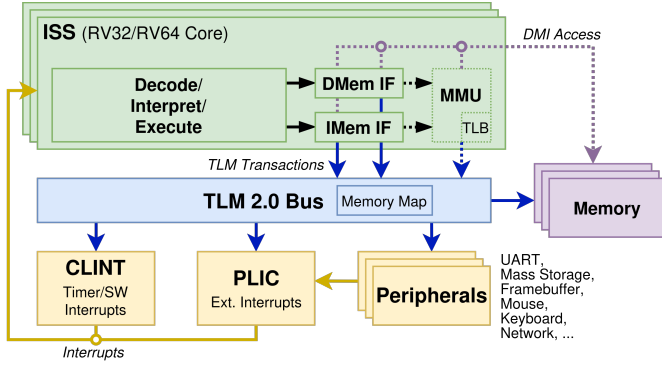 ISS (RV32/RV64 Core)
DMI Access
Decode/
Interpret/
Execute
DMem IF
IMem IF
MMU
TLB
TLM Transactions
TLM 2.0 Bus
Memory Map
Memory
CLINT
Timer/SW
Interrupts
PLIC
Ext. Interrupts
Peripherals
UART,
Mass Storage,
Framebuffer,
Mouse,
Keyboard,
Network, ...
Interrupts